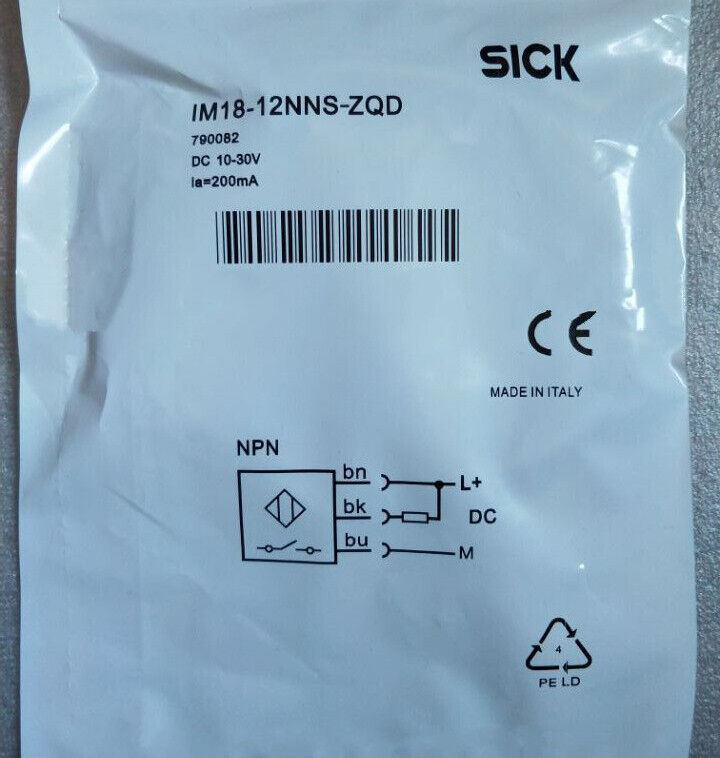 SICK
IM18-12NNS-ZQD
790082
DC 10-30V
Ia=200mA
CE
MADE IN ITALY
NPN
bn
L+
bk
DC
bu
M
4
PE LD